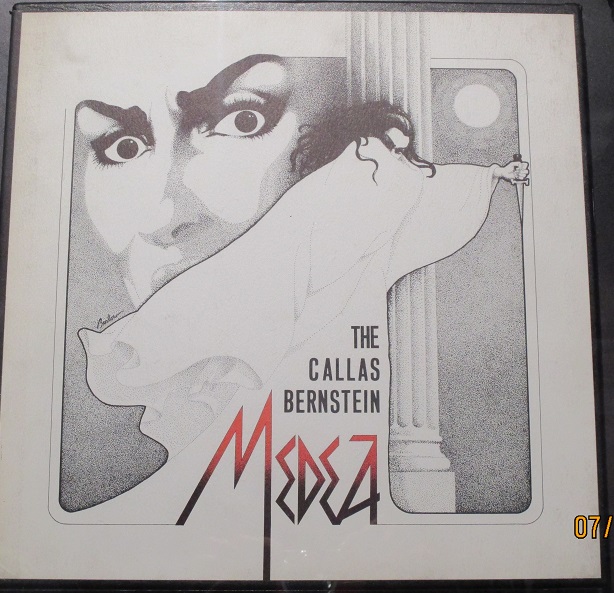 THE
CALLAS
BERNSTEIN
MEDEA
07/